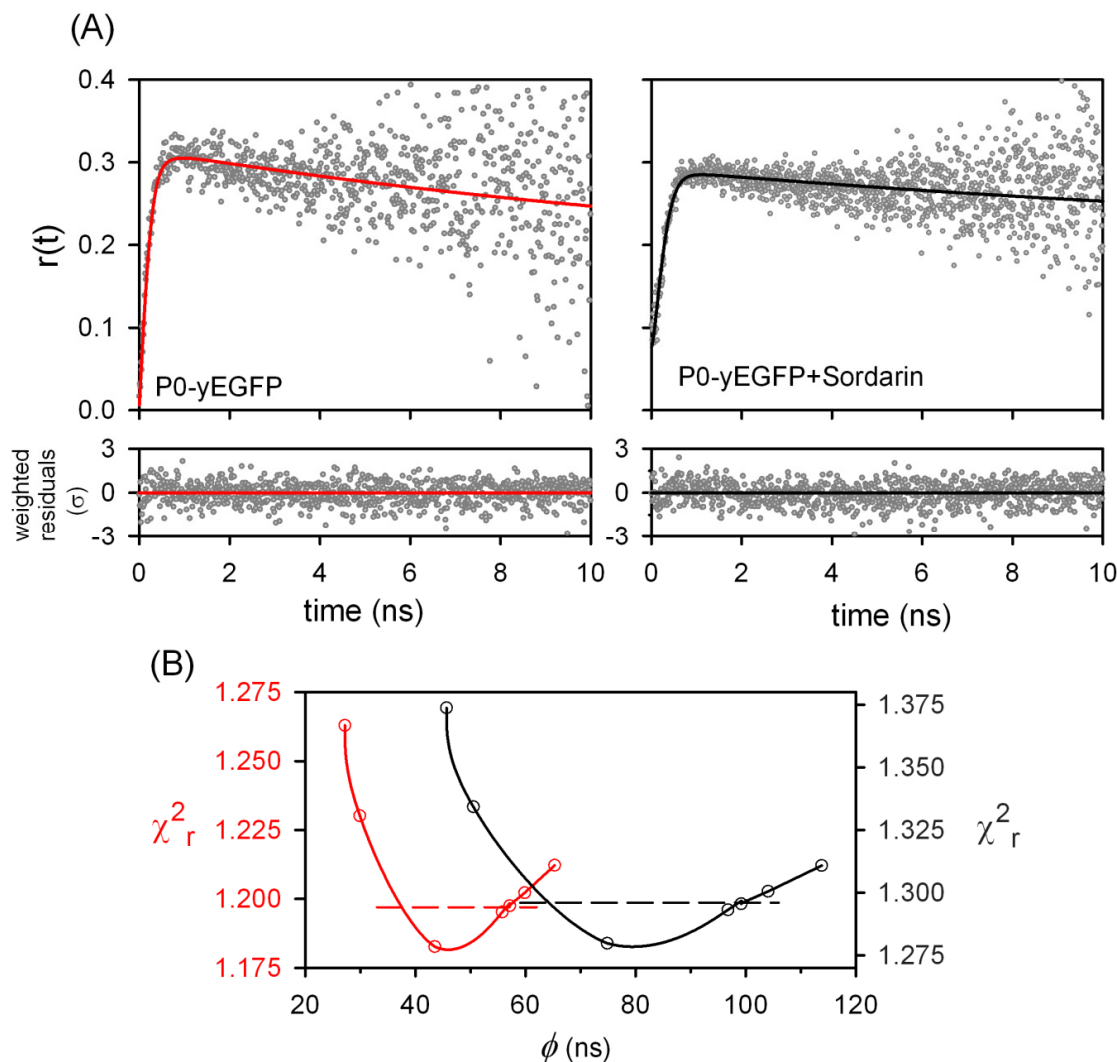 (A)
r(t)
0.4
0.3
0.2
0.1
0.0
P0-yEGFP
P0-yEGFP+Sordarin
weighted
residuals
(σ)
3
0
-3
3
0
-3
0 2 4 6 8 10
0 2 4 6 8 10
time (ns)
time (ns)
(B)
χ²r
1.275
1.250
1.225
1.200
1.175
1.375
1.350
1.325
1.300
1.275
χ²r
20 40 60 80 100 120
ϕ (ns)